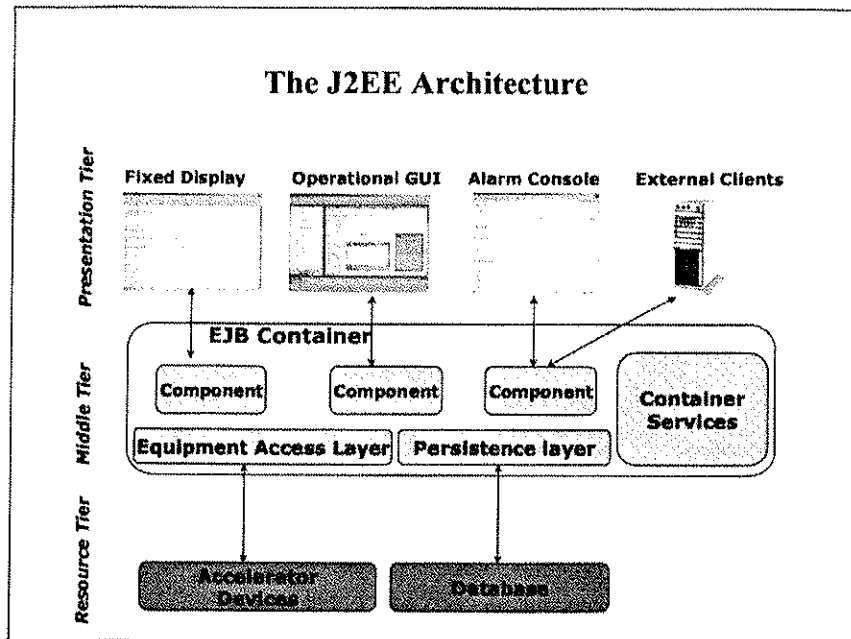 The J2EE Architecture
Presentation Tier
Fixed Display
Operational GUI
Alarm Console
External Clients
Middle Tier
EJB Container
Component
Component
Component
Container
Services
Equipment Access Layer
Persistence layer
Resource Tier
Accelerator
Devices
Database